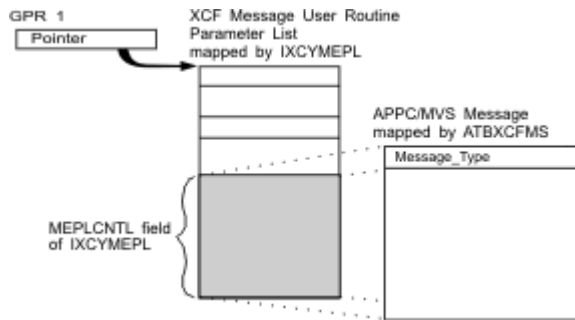 GPR 1
Pointer
XCF Message User Routine
Parameter List
mapped by IXCYMEPL
APPC/MVS Message
mapped by ATBXCFMS
Message_Type
MEPLCNTL field
of IXCYMEPL